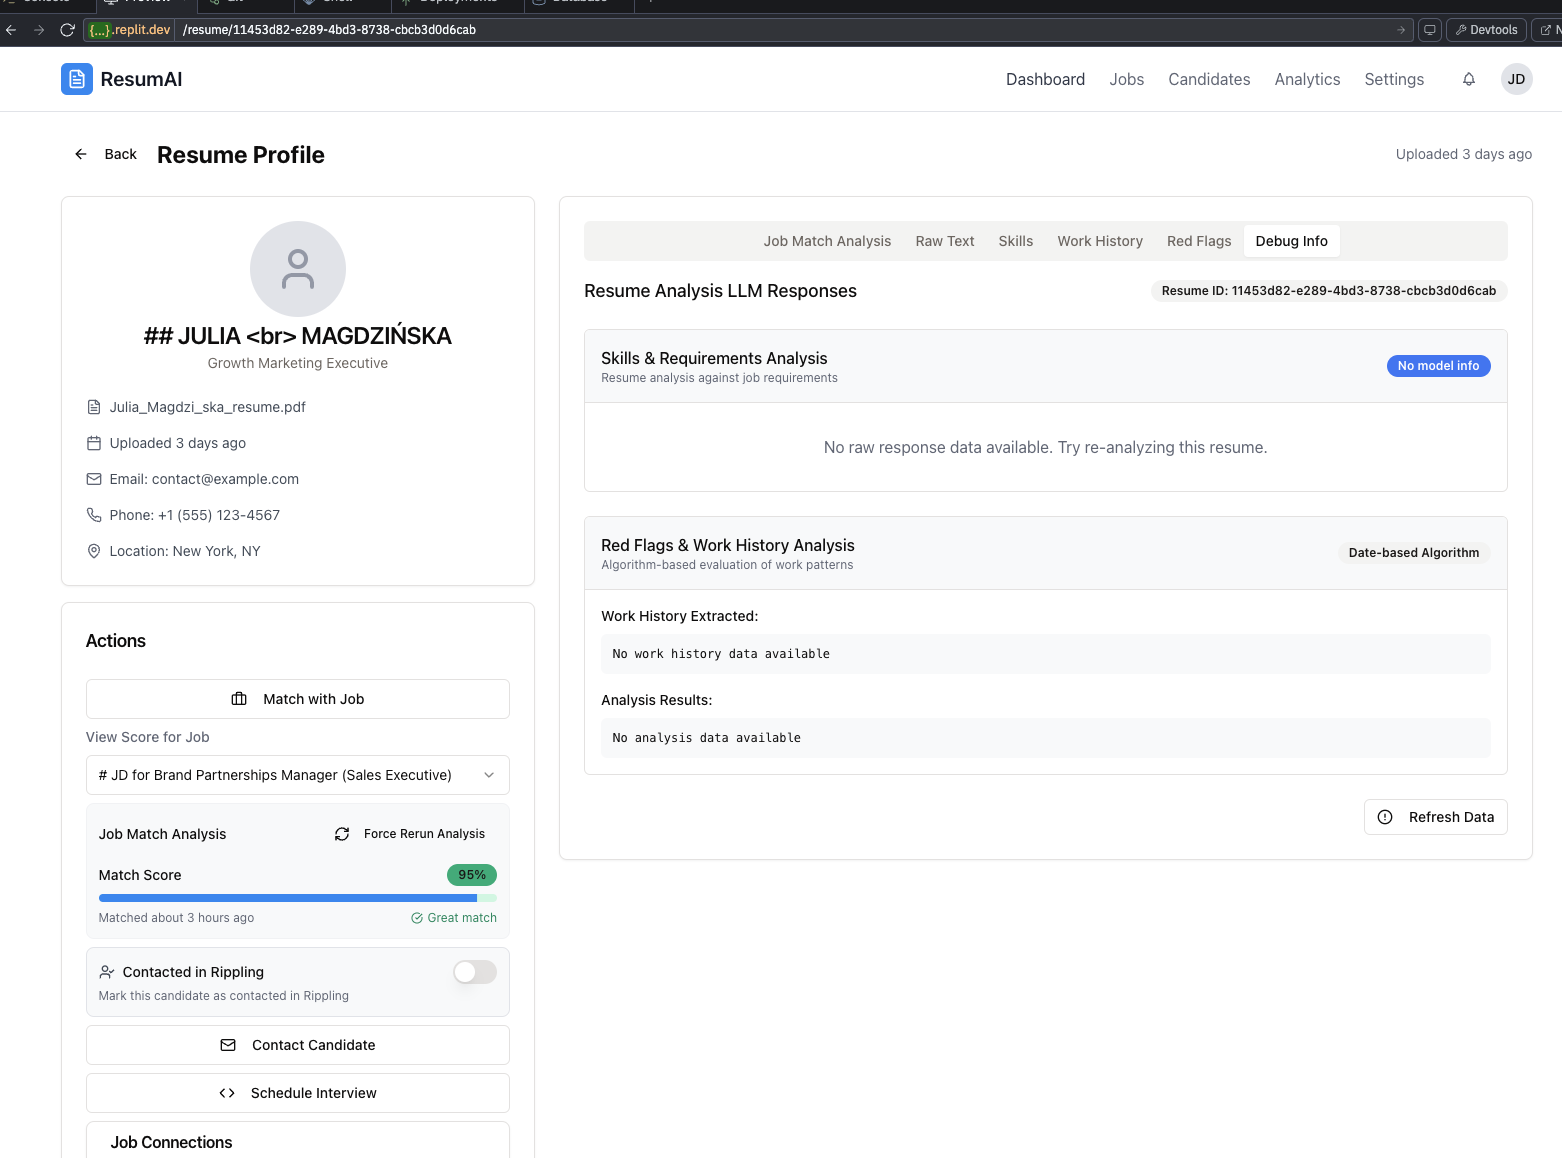 {...}.replit.dev /resume/11453d82-e289-4bd3-8738-cbcb3d0d6cab
Devtools
ResumAI
Dashboard Jobs Candidates Analytics Settings JD
Back Resume Profile
Uploaded 3 days ago
## JULIA <br> MAGDZIŃSKA
Growth Marketing Executive
Julia_Magdzi_ska_resume.pdf
Uploaded 3 days ago
Email: contact@example.com
Phone: +1 (555) 123-4567
Location: New York, NY
Actions
Match with Job
View Score for Job
# JD for Brand Partnerships Manager (Sales Executive)
Job Match Analysis Force Rerun Analysis
Match Score 95%
Matched about 3 hours ago Great match
Contacted in Rippling
Mark this candidate as contacted in Rippling
Contact Candidate
Schedule Interview
Job Connections
Job Match Analysis Raw Text Skills Work History Red Flags Debug Info
Resume Analysis LLM Responses Resume ID: 11453d82-e289-4bd3-8738-cbcb3d0d6cab
Skills & Requirements Analysis
Resume analysis against job requirements
No model info
No raw response data available. Try re-analyzing this resume.
Red Flags & Work History Analysis
Algorithm-based evaluation of work patterns
Date-based Algorithm
Work History Extracted:
No work history data available
Analysis Results:
No analysis data available
Refresh Data